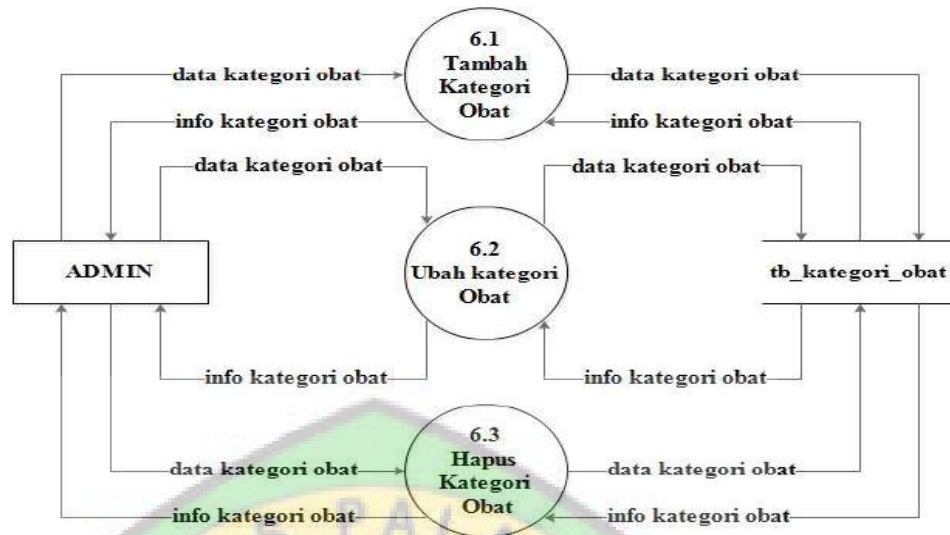 6.1
Tambah
Kategori
Obat
data kategori obat
data kategori obat
info kategori obat
info kategori obat
data kategori obat
data kategori obat
ADMIN
6.2
Ubah kategori
Obat
tb_kategori_obat
info kategori obat
info kategori obat
6.3
Hapus
Kategori
Obat
data kategori obat
data kategori obat
info kategori obat
info kategori obat